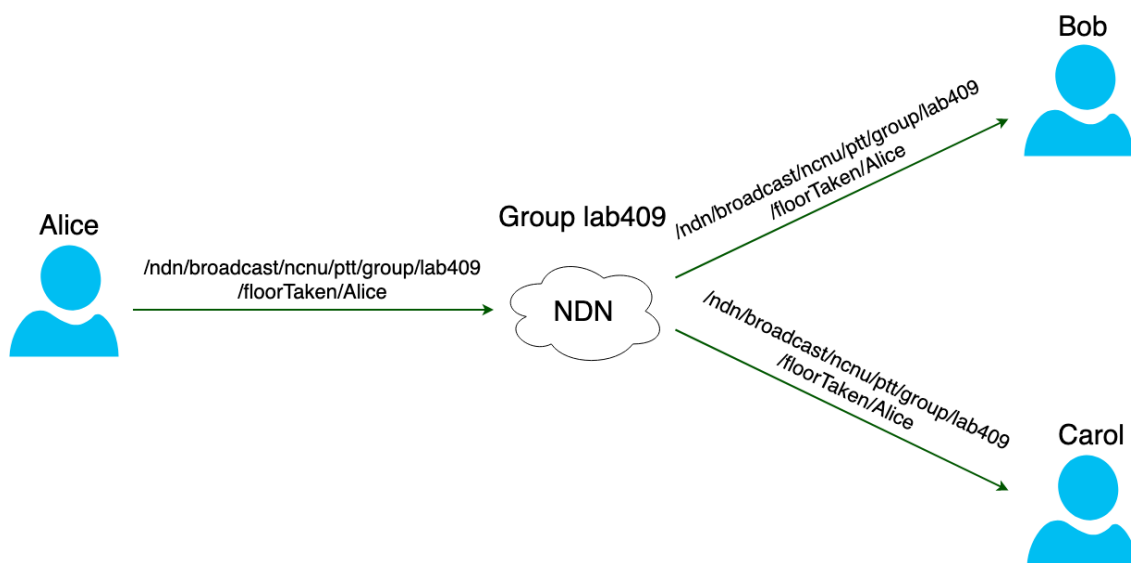 Bob
/ndn/broadcast/ncnu/ptt/group/lab409
/floorTaken/Alice
Group lab409
Alice
/ndn/broadcast/ncnu/ptt/group/lab409
/floorTaken/Alice
NDN
/ndn/broadcast/ncnu/ptt/group/lab409
/floorTaken/Alice
Carol